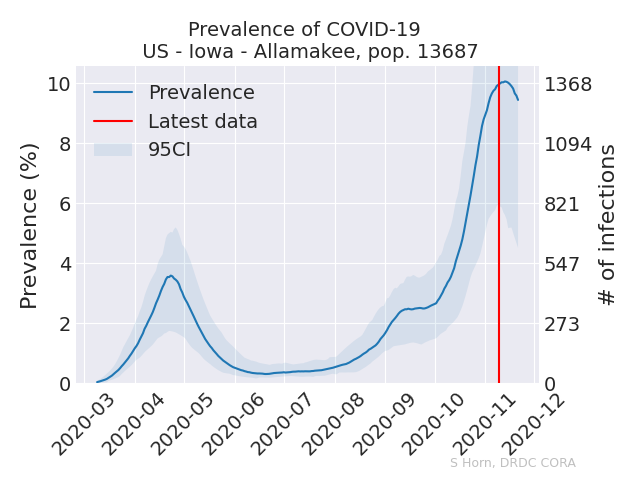 Prevalence of COVID-19
US - Iowa - Allamakee, pop. 13687
Prevalence
Latest data
95CI
Prevalence (%)
10
8
6
4
2
0
1368
1094
821
547
273
0
# of infections
2020-03
2020-04
2020-05
2020-06
2020-07
2020-08
2020-09
2020-10
2020-11
2020-12
S Horn, DRDC CORA